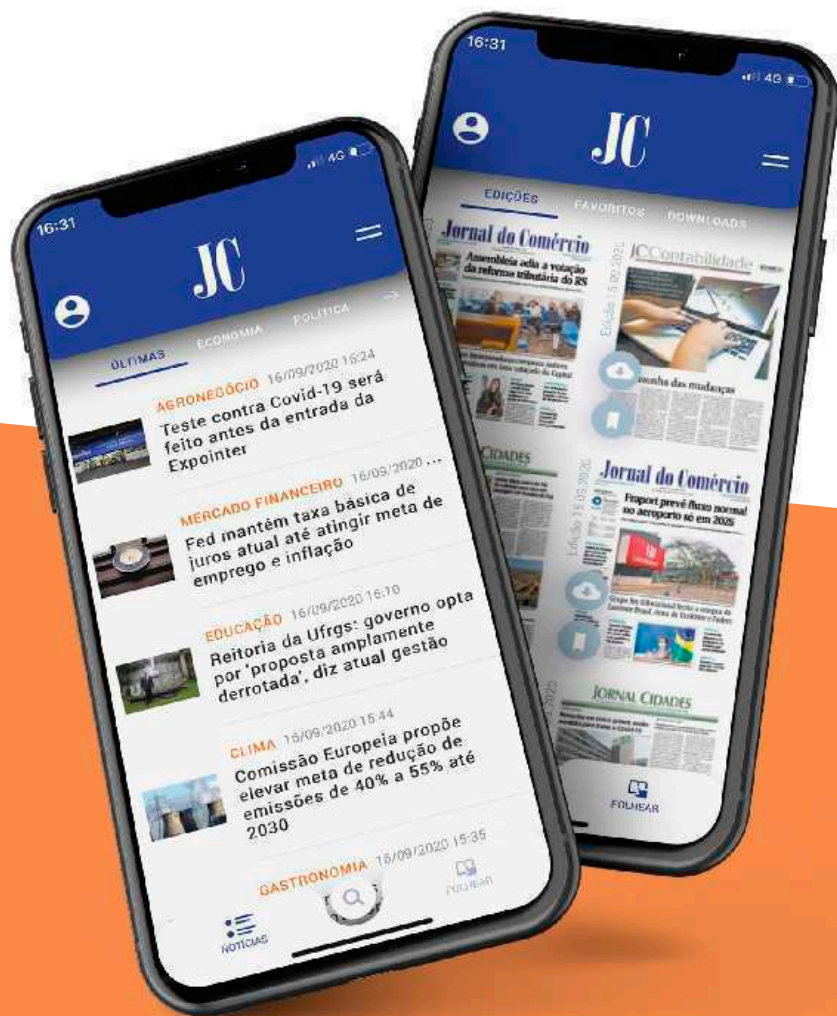 16:31
4G
JC
ÚLTIMAS
ECONOMIA
POLÍTICA
AGRONEGÓCIO 16/09/2020 16:24
Teste contra Covid-19 será
feito antes da entrada da
Expointer
MERCADO FINANCEIRO 16/09/2020 ...
Fed mantém taxa básica de
juros atual até atingir meta de
emprego e inflação
EDUCAÇÃO 16/09/2020 16:10
Reitoria da Ufrgs: governo opta
por 'proposta amplamente
derrotada', diz atual gestão
CLIMA 16/09/2020 15:44
Comissão Europeia propõe
elevar meta de redução de
emissões de 40% a 55% até
2030
GASTRONOMIA 16/09/2020 15:35
NOTÍCIAS
FOLHEAR
16:31
4G
JC
EDIÇÕES
FAVORITOS
DOWNLOADS
Jornal do Comércio
Assembleia adia a votação
da reforma tributária do RS
JCContabilidade
das mudanças
CIDADES
Jornal do Comércio
Fraport prevê fluxo normal
no aeroporto só em 2025
JORNAL CIDADES
FOLHEAR